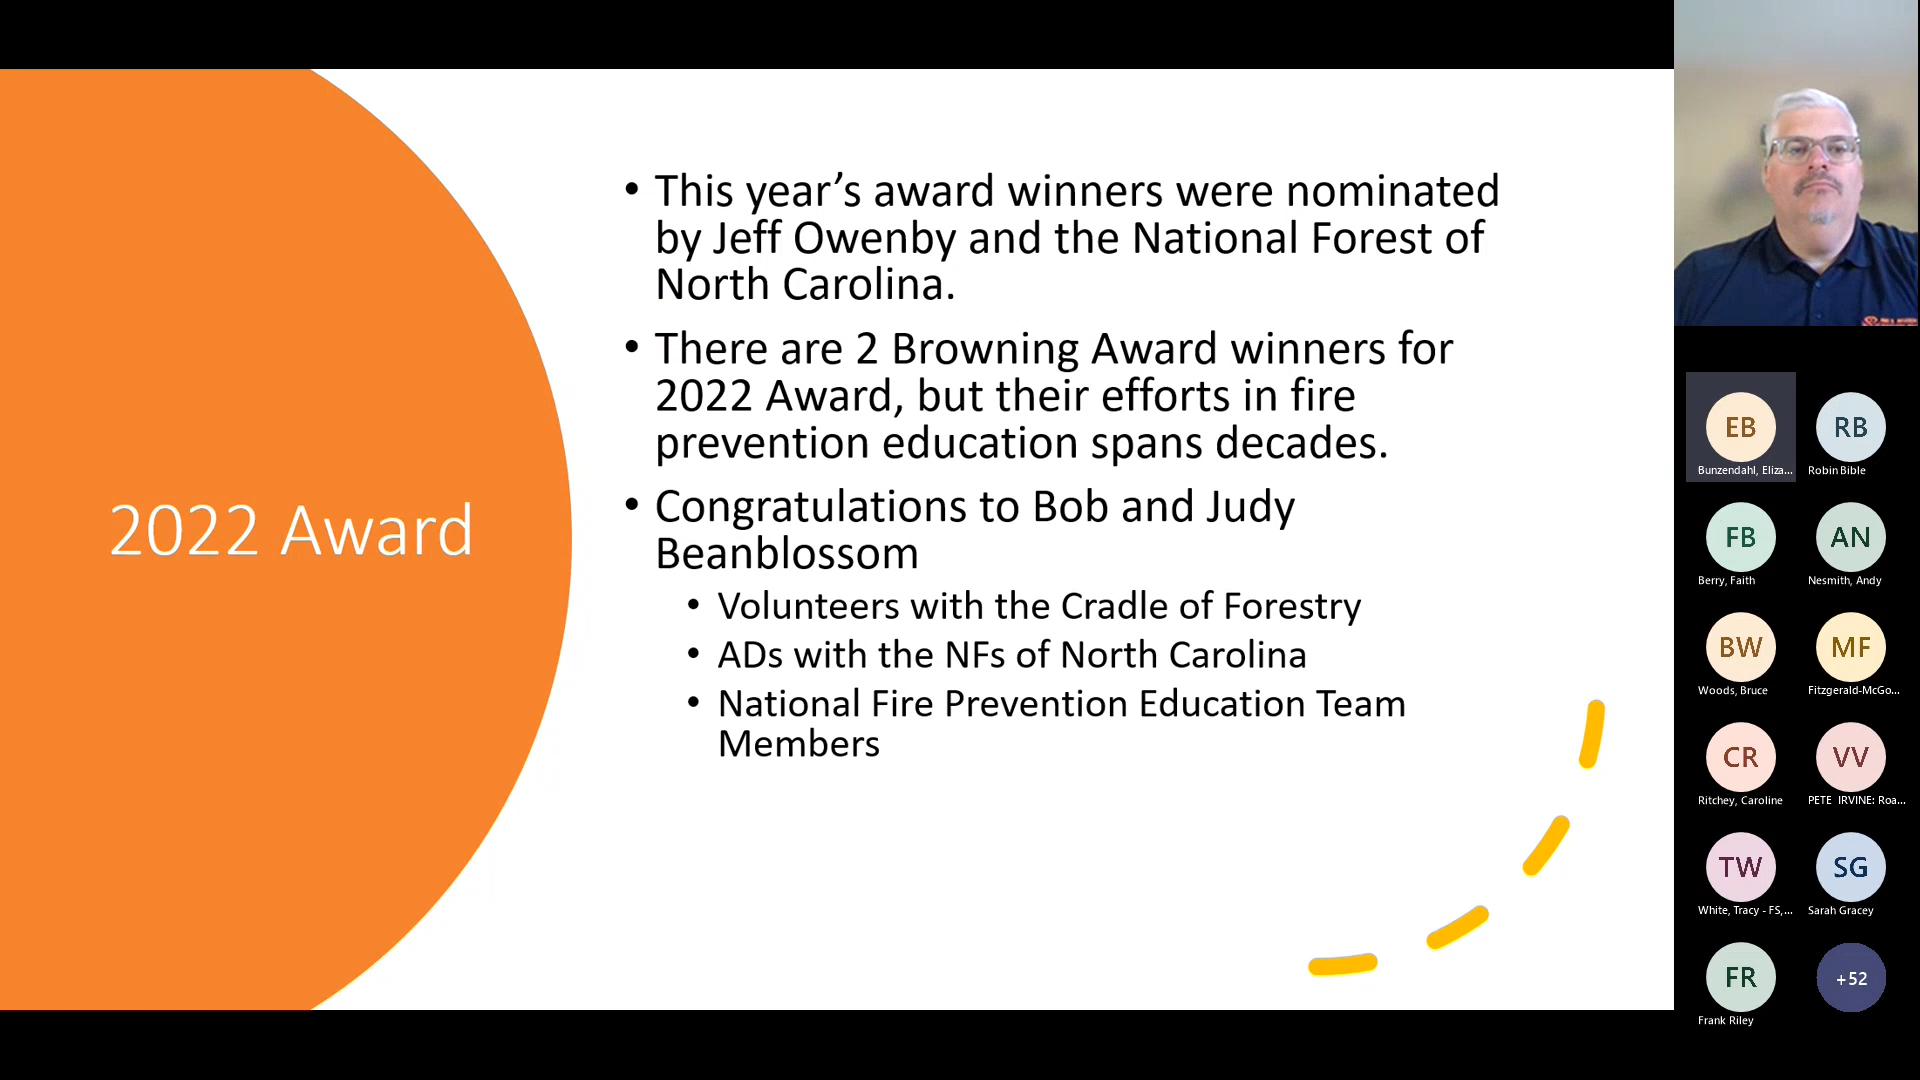 2022 Award
• This year’s award winners were nominated
by Jeff Owenby and the National Forest of
North Carolina.
• There are 2 Browning Award winners for
2022 Award, but their efforts in fire
prevention education spans decades.
• Congratulations to Bob and Judy
Beanblossom
• Volunteers with the Cradle of Forestry
• ADs with the NFs of North Carolina
• National Fire Prevention Education Team
Members
EB
RB
Bunzendahl, Eliza...
Robin Bible
FB
AN
Berry, Faith
Nesmith, Andy
BW
MF
Woods, Bruce
Fitzgerald-McGo...
CR
VV
Ritchey, Caroline
PETE IRVINE: Roa...
TW
SG
White, Tracy - FS,...
Sarah Gracey
FR
+52
Frank Riley